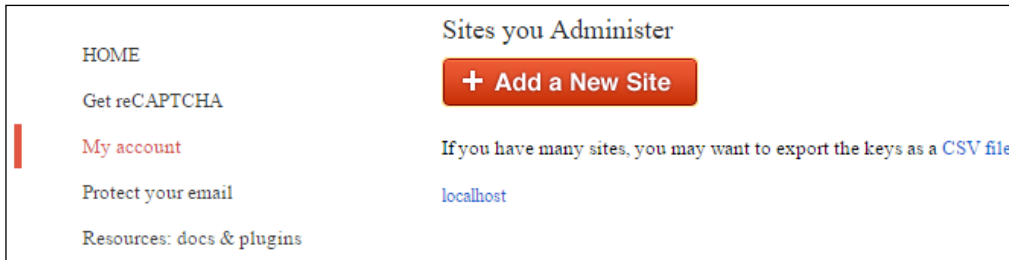 HOME
Get reCAPTCHA
My account
Protect your email
Resources: docs & plugins
Sites you Administer
+ Add a New Site
If you have many sites, you may want to export the keys as a CSV file
localhost